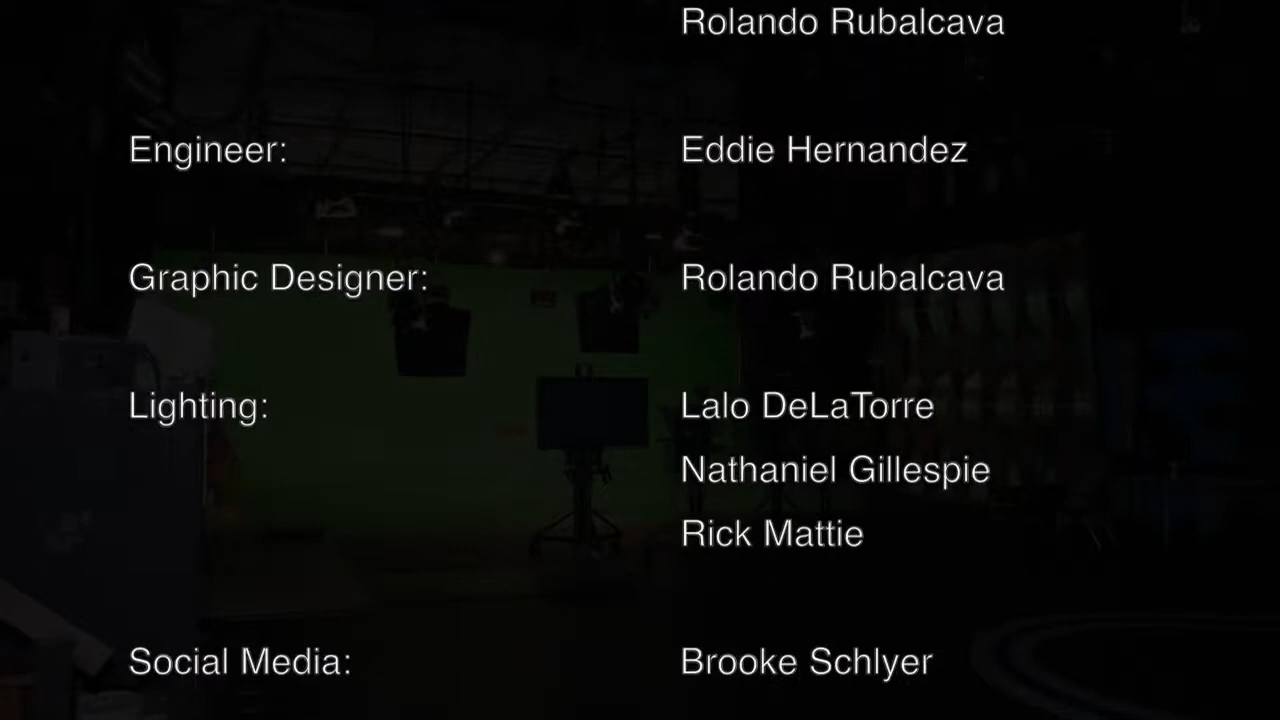 Rolando Rubalcava
Engineer: Eddie Hernandez
Graphic Designer: Rolando Rubalcava
Lighting: Lalo DeLaTorre
Nathaniel Gillespie
Rick Mattie
Social Media: Brooke Schlyer